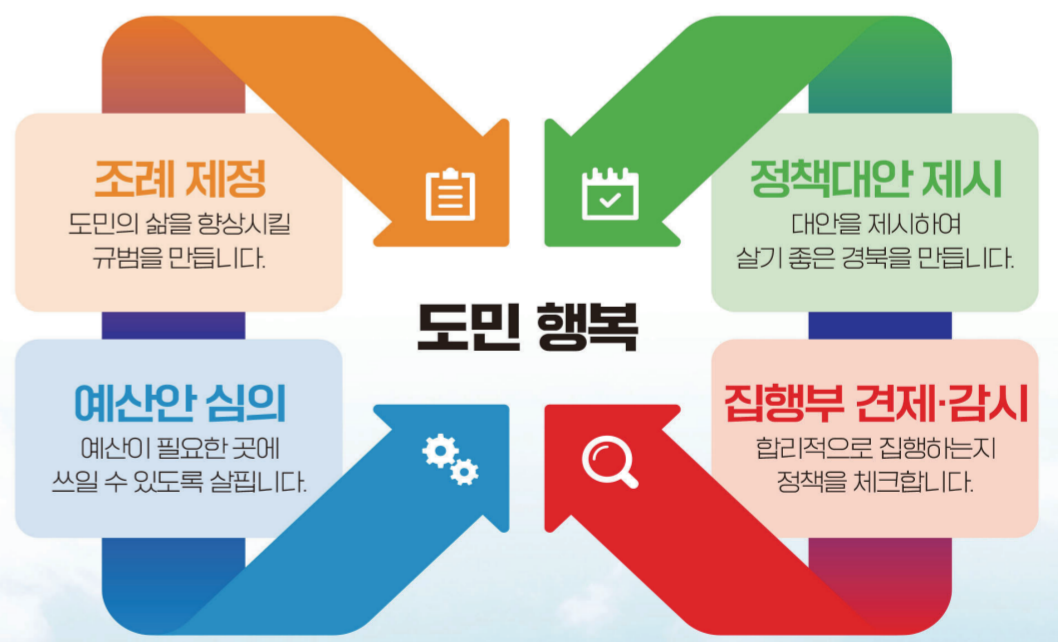 조례 제정
도민의 삶을 향상시킬
규범을 만듭니다.
정책대안 제시
대안을 제시하여
살기 좋은 경북을 만듭니다.
도민 행복
예산안 심의
예산이 필요한 곳에
쓰일 수 있도록 살핍니다.
집행부 견제·감시
합리적으로 집행하는지
정책을 체크합니다.